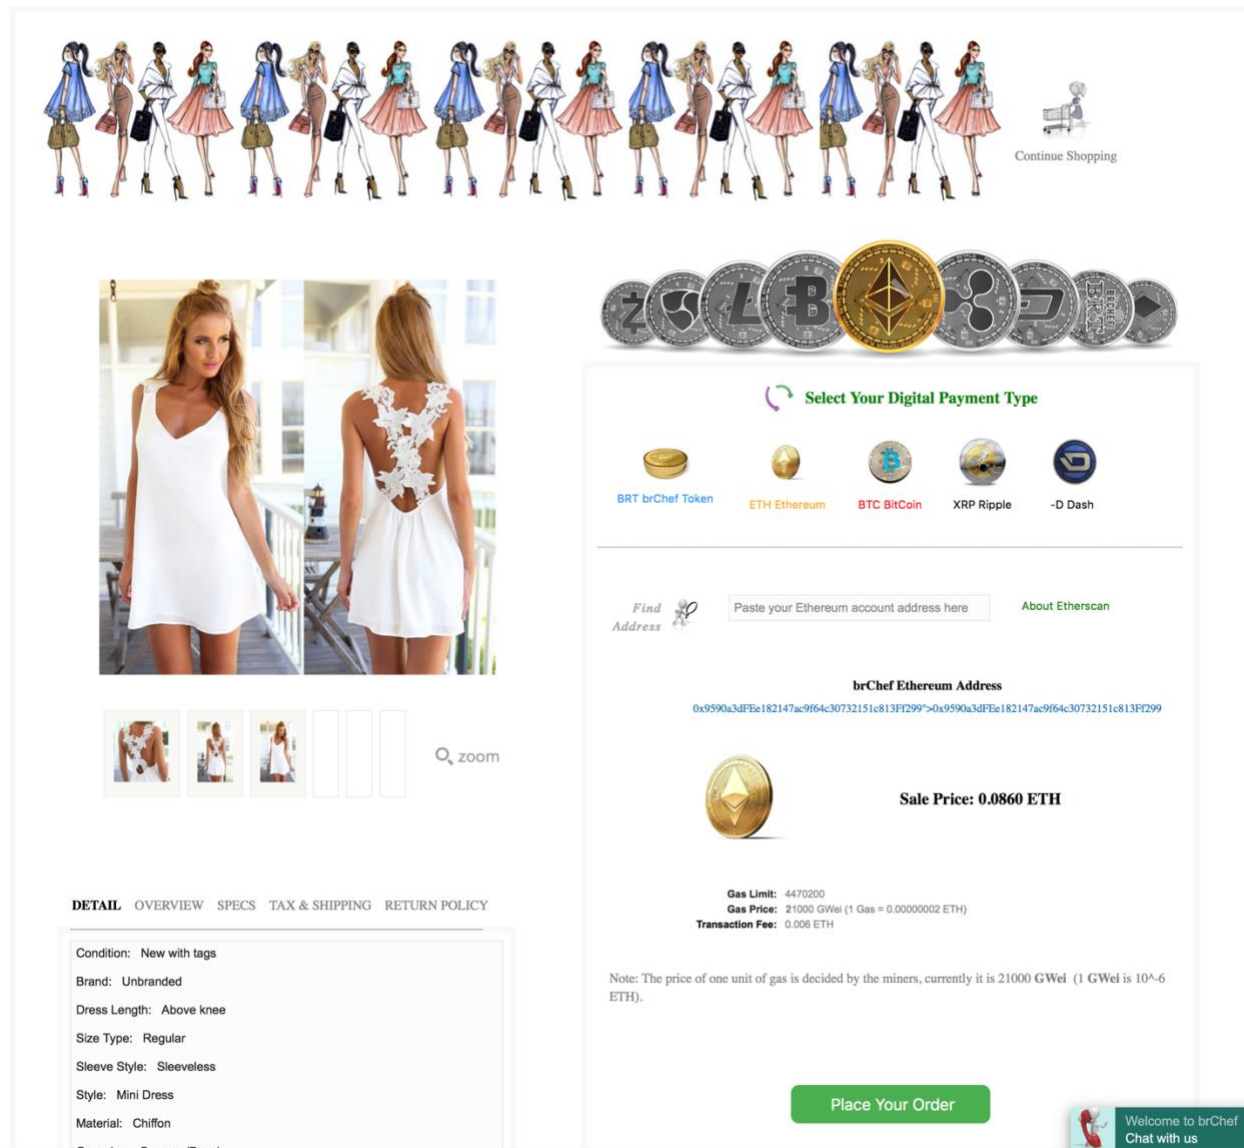 Continue Shopping
BRCHEF
BRT
Select Your Digital Payment Type
BRT brChef Token
ETH Ethereum
BTC BitCoin
XRP Ripple
-D Dash
Find
Address
Paste your Ethereum account address here
About Etherscan
brChef Ethereum Address
0x9590a3dFEe182147ac9f64c30732151c813Ff299">0x9590a3dFEe182147ac9f64c30732151c813Ff299
zoom
Sale Price: 0.0860 ETH
Gas Limit: 4470200
Gas Price: 21000 GWei (1 Gas = 0.00000002 ETH)
Transaction Fee: 0.006 ETH
Note: The price of one unit of gas is decided by the miners, currently it is 21000 GWei (1 GWei is 10^-6
ETH).
Place Your Order
DETAIL OVERVIEW SPECS TAX & SHIPPING RETURN POLICY
Condition: New with tags
Brand: Unbranded
Dress Length: Above knee
Size Type: Regular
Sleeve Style: Sleeveless
Style: Mini Dress
Material: Chiffon
Welcome to brChef
Chat with us